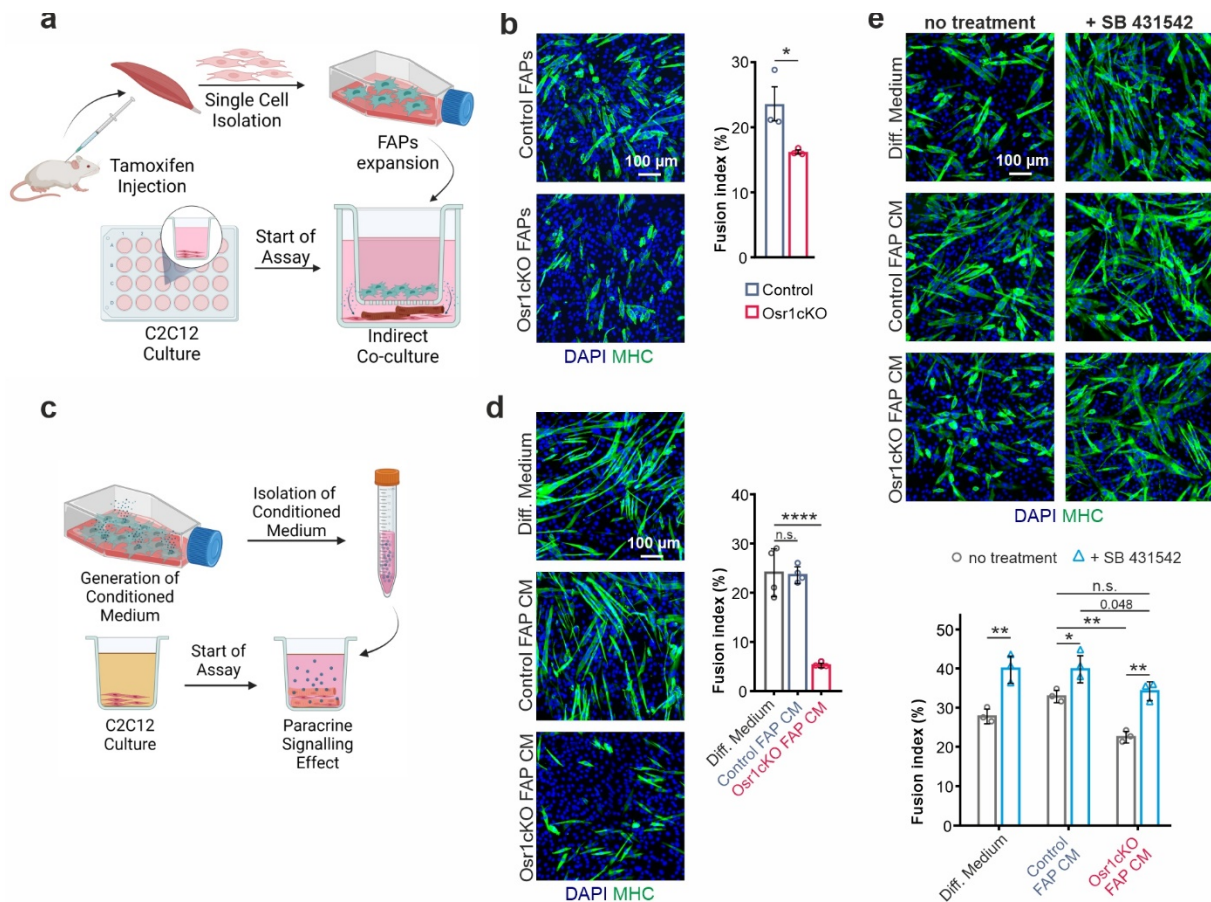 a
Tamoxifen
Injection
Single Cell
Isolation
FAPs
expansion
C2C12
Culture
Start of
Assay
Indirect
Co-culture
b
Control FAPs
Osr1cKO FAPs
100 µm
DAPI MHC
Fusion index (%)
30
20
10
0
*
Control
Osr1cKO
c
Generation of
Conditioned
Medium
Isolation of
Conditioned
Medium
C2C12
Culture
Start of
Assay
Paracrine
Signalling
Effect
d
Diff. Medium
Control FAP CM
Osr1cKO FAP CM
100 µm
DAPI MHC
Fusion index (%)
40
30
20
10
0
****
n.s.
Diff. Medium
Control FAP CM
Osr1cKO FAP CM
e
no treatment
+ SB 431542
Diff. Medium
Control FAP CM
Osr1cKO FAP CM
100 µm
DAPI MHC
no treatment
+ SB 431542
n.s.
0.048
**
**
*
**
Fusion index (%)
50
40
30
20
10
0
Diff. Medium
Control
FAP CM
Osr1cKO
FAP CM